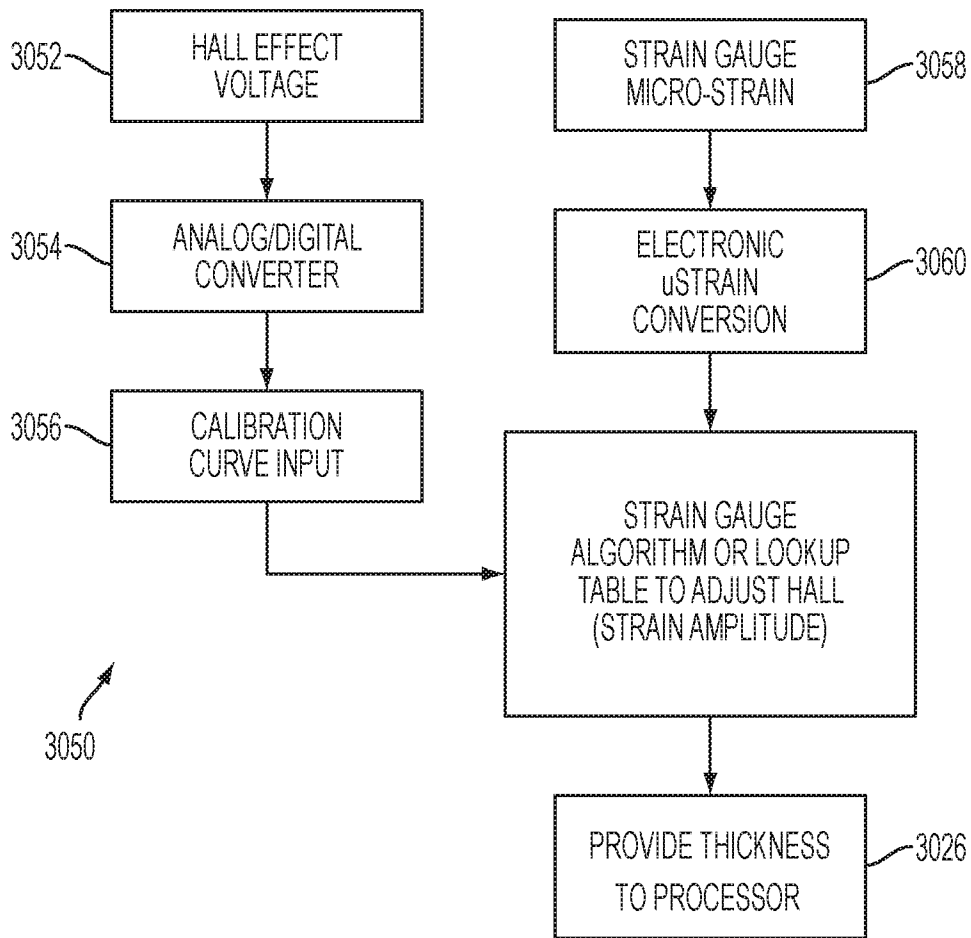 3052
HALL EFFECT
VOLTAGE
3054
ANALOG/DIGITAL
CONVERTER
3056
CALIBRATION
CURVE INPUT
3050
STRAIN GAUGE
MICRO-STRAIN
3058
ELECTRONIC
uSTRAIN
CONVERSION
3060
STRAIN GAUGE
ALGORITHM OR LOOKUP
TABLE TO ADJUST HALL
(STRAIN AMPLITUDE)
PROVIDE THICKNESS
TO PROCESSOR
3026